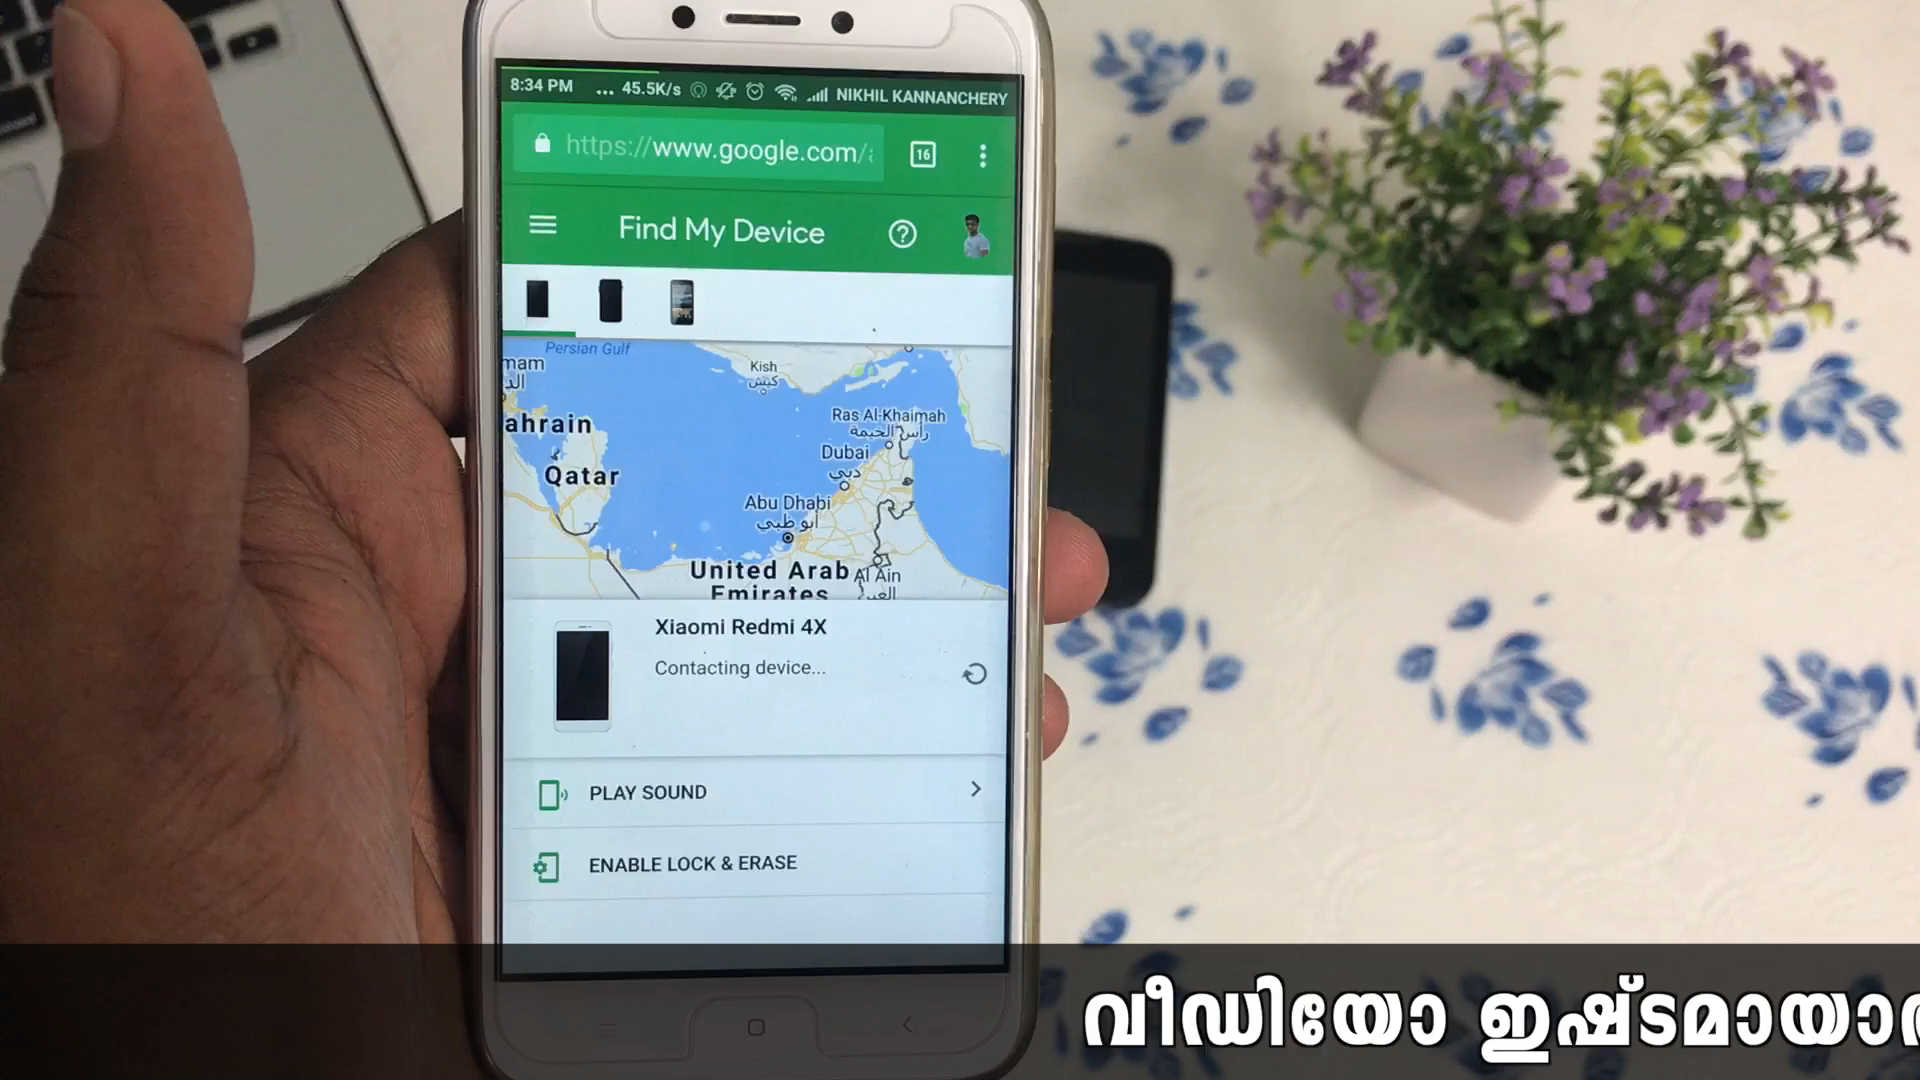 8:34 PM ... 45.5K/s NIKHIL KANNANCHERY
https://www.google.com/
16
Find My Device
Persian Gulf
Kish
کیش
Ras Al-Khaimah
رأس الخيمة
ahrain
Dubai
دبي
Qatar
Abu Dhabi
أبو ظبي
United Arab
Emirates
Al Ain
Xiaomi Redmi 4X
Contacting device...
PLAY SOUND
ENABLE LOCK & ERASE
വീഡിയോ ഇഷ്ടമായാ